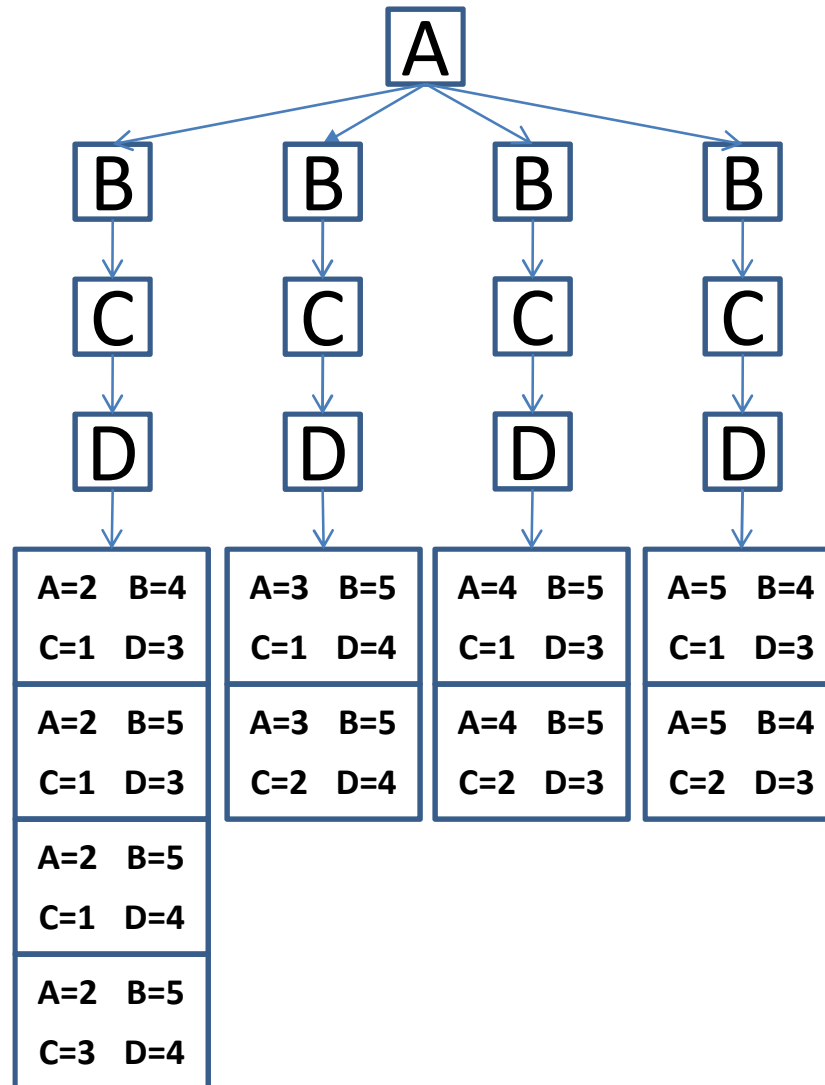 A
B B B B
C C C C
D D D D
A=2 B=4 A=3 B=5 A=4 B=5 A=5 B=4
C=1 D=3 C=1 D=4 C=1 D=3 C=1 D=3
A=2 B=5 A=3 B=5 A=4 B=5 A=5 B=4
C=1 D=3 C=2 D=4 C=2 D=3 C=2 D=3
A=2 B=5
C=1 D=4
A=2 B=5
C=3 D=4